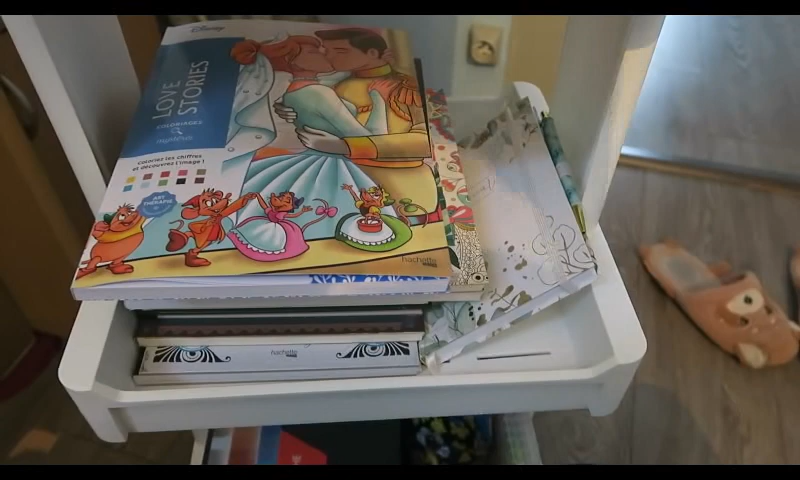 Disney
LOVE
STORIES
COLORIAGES
mystères
Coloriez les chiffres
et découvrez l'image !
ART
THÉRAPIE
hachette
hachette